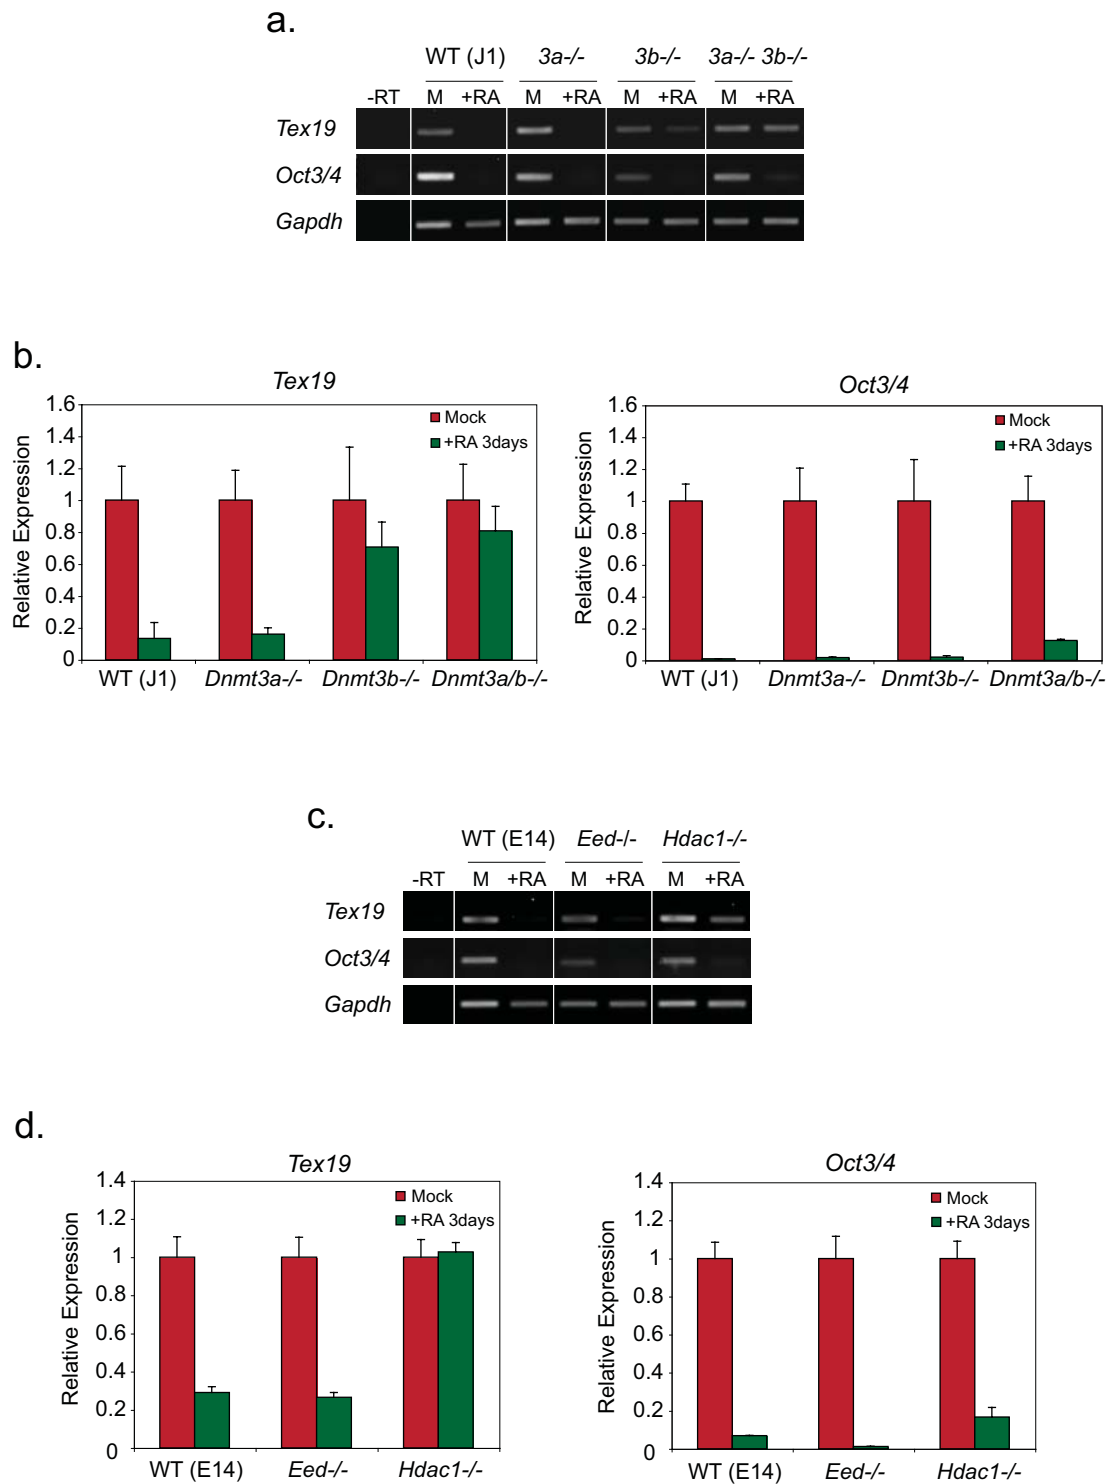 a.
WT (J1) 3a-/- 3b-/- 3a-/- 3b-/-
-RT M +RA M +RA M +RA M +RA
Tex19
Oct3/4
Gapdh
b.
Tex19
1.6
1.4
1.2
1
0.8
0.6
0.4
0.2
0
Relative Expression
Mock
+RA 3days
WT (J1) Dnmt3a-/- Dnmt3b-/- Dnmt3a/b-/-
Oct3/4
1.6
1.4
1.2
1
0.8
0.6
0.4
0.2
0
Relative Expression
Mock
+RA 3days
WT (J1) Dnmt3a-/- Dnmt3b-/- Dnmt3a/b-/-
c.
WT (E14) Eed-/- Hdac1-/-
-RT M +RA M +RA M +RA
Tex19
Oct3/4
Gapdh
d.
Tex19
1.4
1.2
1
0.8
0.6
0.4
0.2
0
Relative Expression
Mock
+RA 3days
WT (E14) Eed-/- Hdac1-/-
Oct3/4
1.4
1.2
1
0.8
0.6
0.4
0.2
0
Relative Expression
Mock
+RA 3days
WT (E14) Eed-/- Hdac1-/-